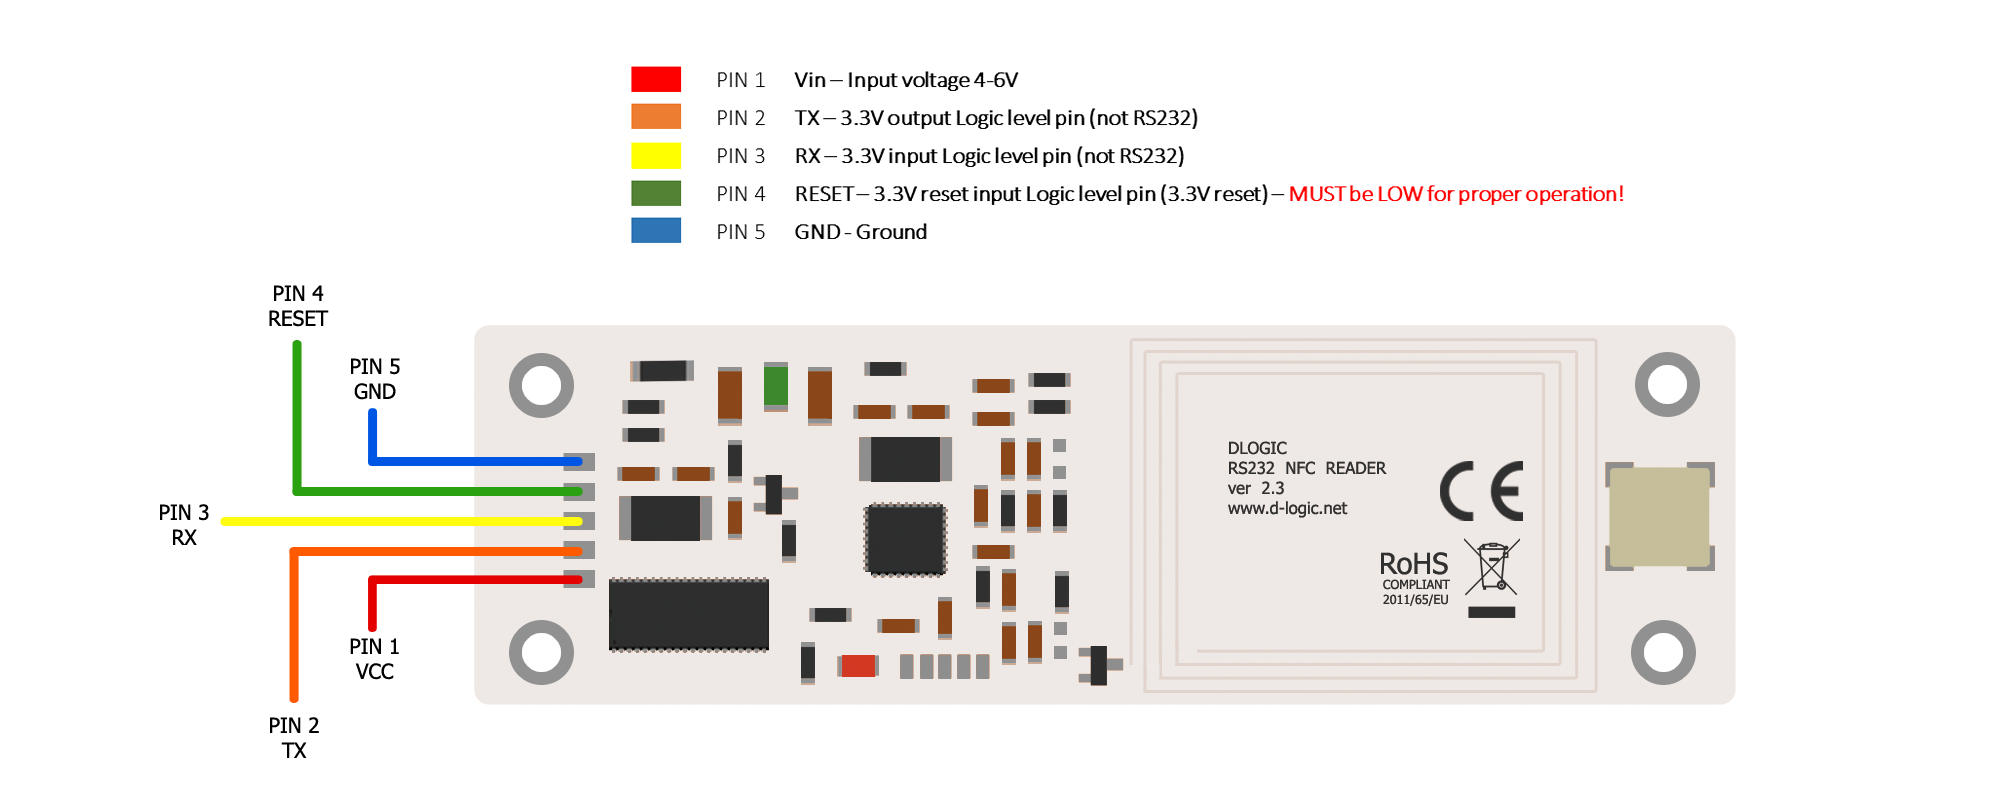 PIN 1 Vin – Input voltage 4-6V
PIN 2 TX – 3.3V output Logic level pin (not RS232)
PIN 3 RX – 3.3V input Logic level pin (not RS232)
PIN 4 RESET – 3.3V reset input Logic level pin (3.3V reset) – MUST be LOW for proper operation!
PIN 5 GND - Ground
PIN 4
RESET
PIN 5
GND
PIN 3
RX
PIN 1
VCC
PIN 2
TX
DLOGIC
RS232 NFC READER
ver 2.3
www.d-logic.net
CE
RoHS
COMPLIANT
2011/65/EU